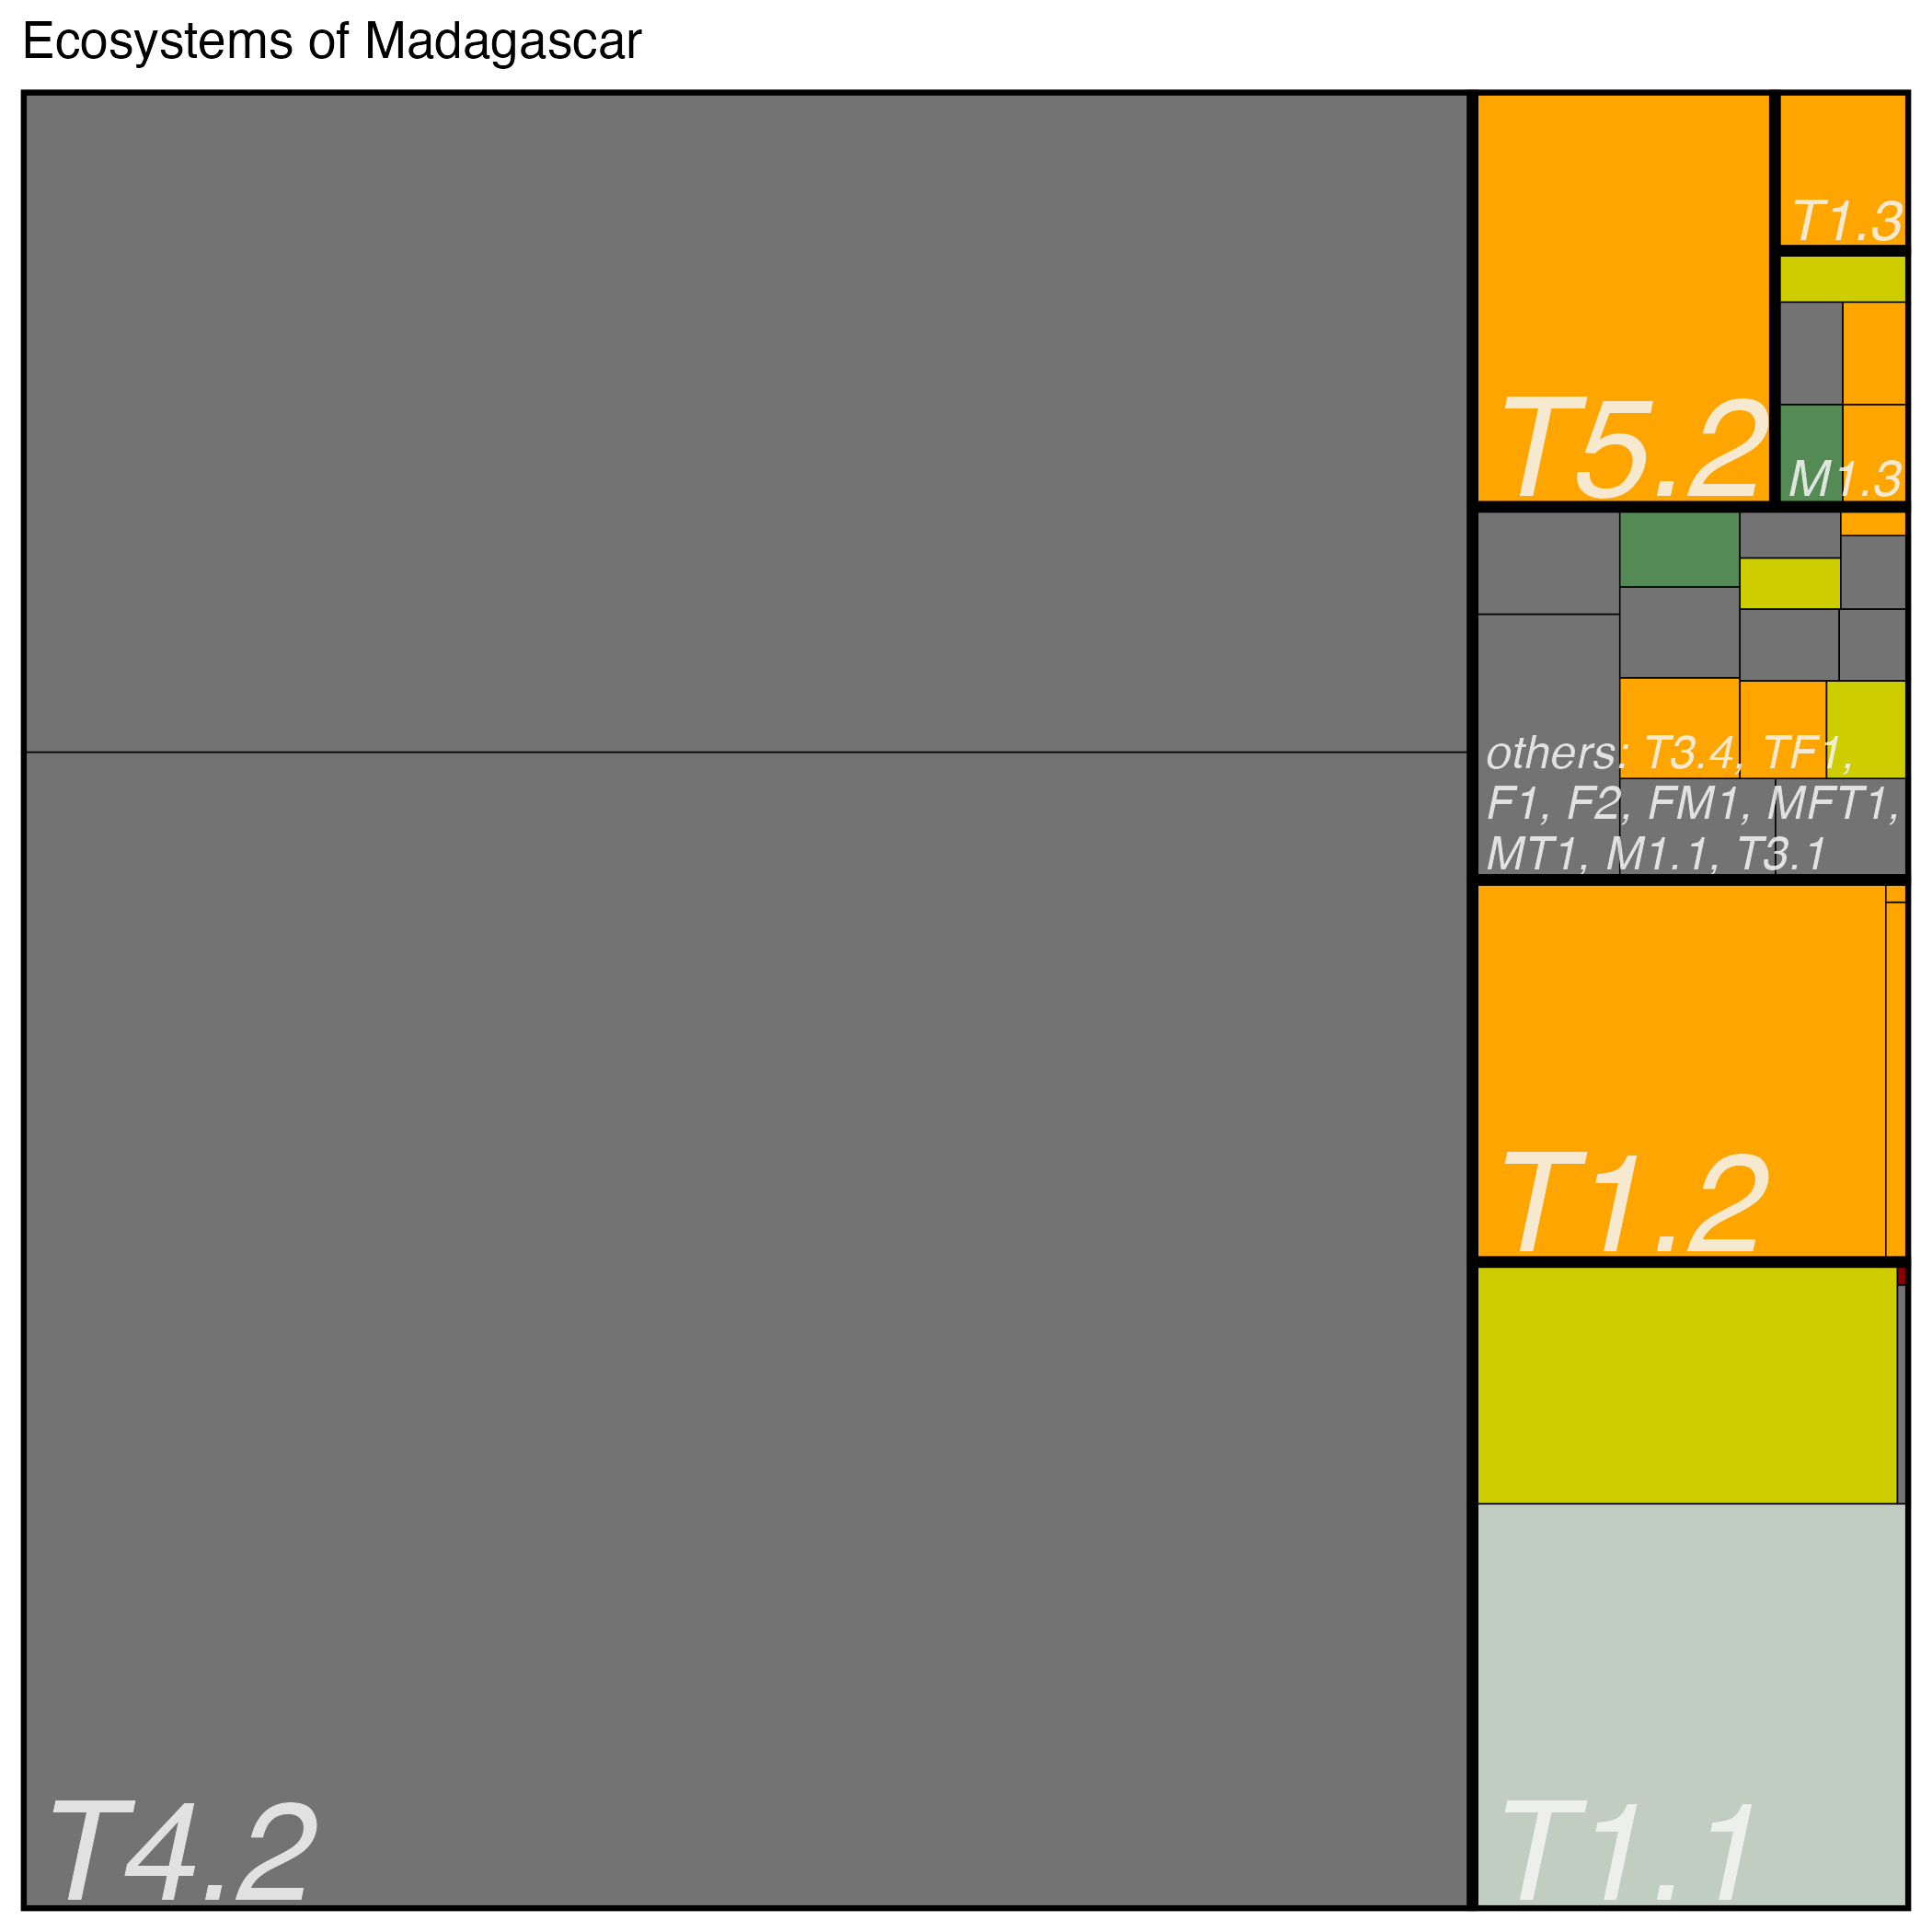 Ecosystems of Madagascar
T1.3
T5.2
M1.3
others: T3.4, TF1,
F1, F2, FM1, MFT1,
MT1, M1.1, T3.1
T1.2
T4.2
T1.1